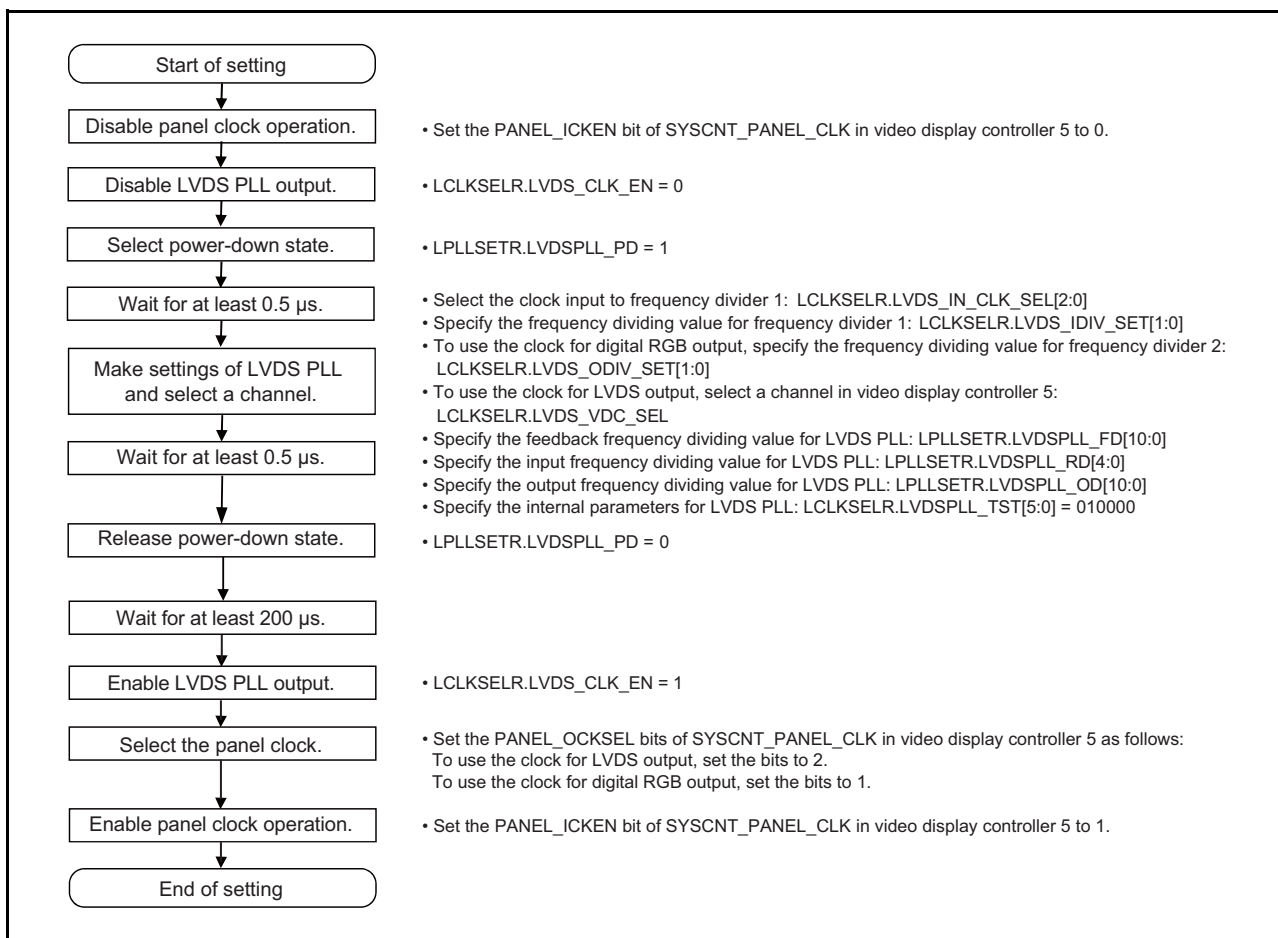 Start of setting
Disable panel clock operation.
• Set the PANEL_ICKEN bit of SYSCNT_PANEL_CLK in video display controller 5 to 0.
Disable LVDS PLL output.
• LCLKSELR.LVDS_CLK_EN = 0
Select power-down state.
• LPLLSETR.LVDSPLL_PD = 1
Wait for at least 0.5 µs.
Make settings of LVDS PLL
and select a channel.
Wait for at least 0.5 µs.
• Select the clock input to frequency divider 1: LCLKSELR.LVDS_IN_CLK_SEL[2:0]
• Specify the frequency dividing value for frequency divider 1: LCLKSELR.LVDS_IDIV_SET[1:0]
• To use the clock for digital RGB output, specify the frequency dividing value for frequency divider 2:
LCLKSELR.LVDS_ODIV_SET[1:0]
• To use the clock for LVDS output, select a channel in video display controller 5:
LCLKSELR.LVDS_VDC_SEL
• Specify the feedback frequency dividing value for LVDS PLL: LPLLSETR.LVDSPLL_FD[10:0]
• Specify the input frequency dividing value for LVDS PLL: LPLLSETR.LVDSPLL_RD[4:0]
• Specify the output frequency dividing value for LVDS PLL: LPLLSETR.LVDSPLL_OD[10:0]
• Specify the internal parameters for LVDS PLL: LCLKSELR.LVDSPLL_TST[5:0] = 010000
Release power-down state.
• LPLLSETR.LVDSPLL_PD = 0
Wait for at least 200 µs.
Enable LVDS PLL output.
• LCLKSELR.LVDS_CLK_EN = 1
Select the panel clock.
• Set the PANEL_OCKSEL bits of SYSCNT_PANEL_CLK in video display controller 5 as follows:
To use the clock for LVDS output, set the bits to 2.
To use the clock for digital RGB output, set the bits to 1.
Enable panel clock operation.
• Set the PANEL_ICKEN bit of SYSCNT_PANEL_CLK in video display controller 5 to 1.
End of setting